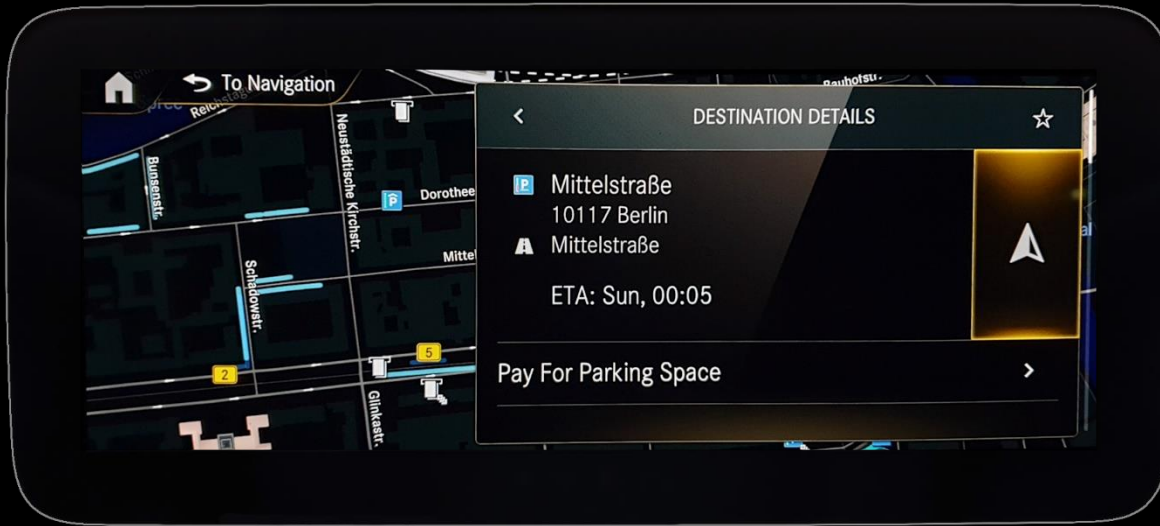 To Navigation
Bauhofstr.
DESTINATION DETAILS
Bunsenstr.
Neustädtische Kirchstr.
P
Dorothee
P Mittelstraße
10117 Berlin
Mittelstraße
Mittel
Schadowstr.
ETA: Sun, 00:05
5
2
Pay For Parking Space
Glinkastr.